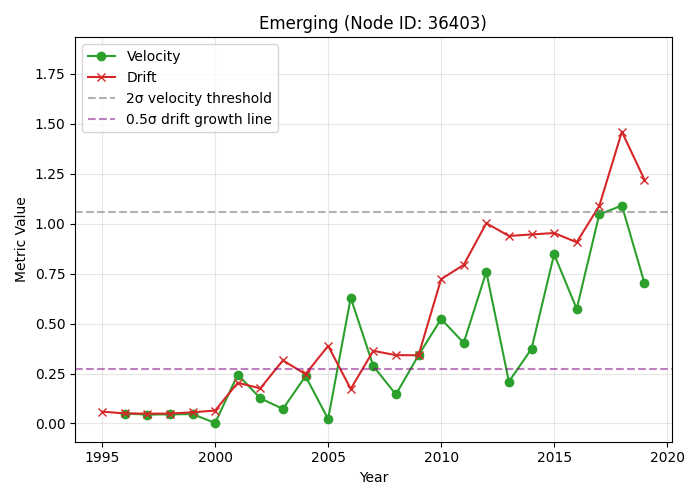 Emerging (Node ID: 36403)
Velocity
Drift
2σ velocity threshold
0.5σ drift growth line
Metric Value
1.75
1.50
1.25
1.00
0.75
0.50
0.25
0.00
1995
2000
2005
2010
2015
2020
Year